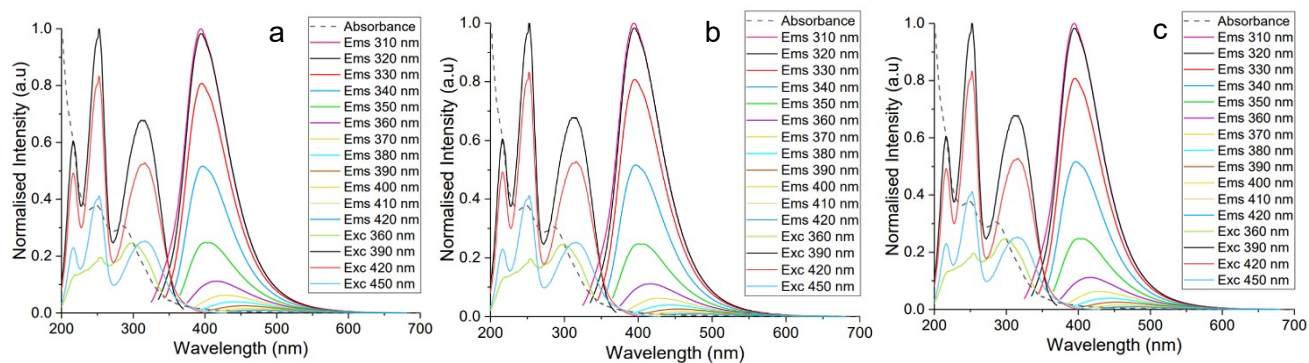 a
Normalised Intensity (a.u)
1.0
0.8
0.6
0.4
0.2
0.0
200 300 400 500 600 700
Wavelength (nm)
Absorbance
Ems 310 nm
Ems 320 nm
Ems 330 nm
Ems 340 nm
Ems 350 nm
Ems 360 nm
Ems 370 nm
Ems 380 nm
Ems 390 nm
Ems 400 nm
Ems 410 nm
Ems 420 nm
Exc 360 nm
Exc 390 nm
Exc 420 nm
Exc 450 nm
b
Normalised Intensity (a.u)
1.0
0.8
0.6
0.4
0.2
0.0
200 300 400 500 600 700
Wavelength (nm)
Absorbance
Ems 310 nm
Ems 320 nm
Ems 330 nm
Ems 340 nm
Ems 350 nm
Ems 360 nm
Ems 370 nm
Ems 380 nm
Ems 390 nm
Ems 400 nm
Ems 410 nm
Ems 420 nm
Exc 360 nm
Exc 390 nm
Exc 420 nm
Exc 450 nm
c
Normalised Intensity (a.u)
1.0
0.8
0.6
0.4
0.2
0.0
200 300 400 500 600 700
Wavelength (nm)
Absorbance
Ems 310 nm
Ems 320 nm
Ems 330 nm
Ems 340 nm
Ems 350 nm
Ems 360 nm
Ems 370 nm
Ems 380 nm
Ems 390 nm
Ems 400 nm
Ems 410 nm
Ems 420 nm
Exc 360 nm
Exc 390 nm
Exc 420 nm
Exc 450 nm